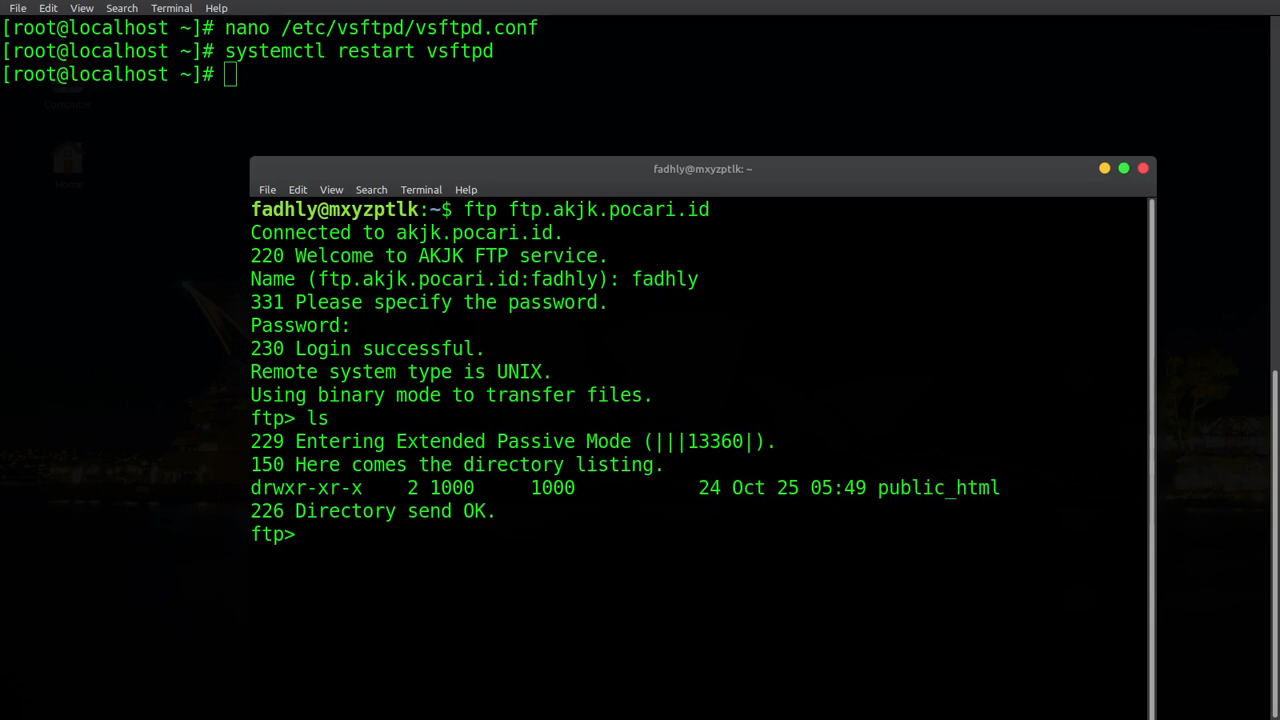 File Edit View Search Terminal Help
[root@localhost ~]# nano /etc/vsftpd/vsftpd.conf
[root@localhost ~]# systemctl restart vsftpd
[root@localhost ~]#
Computer
Home
fadhly@mxyzptlk: ~
File Edit View Search Terminal Help
fadhly@mxyzptlk:~$ ftp ftp.akjk.pocari.id
Connected to akjk.pocari.id.
220 Welcome to AKJK FTP service.
Name (ftp.akjk.pocari.id:fadhly): fadhly
331 Please specify the password.
Password:
230 Login successful.
Remote system type is UNIX.
Using binary mode to transfer files.
ftp> ls
229 Entering Extended Passive Mode (|||13360|).
150 Here comes the directory listing.
drwxr-xr-x    2 1000     1000           24 Oct 25 05:49 public_html
226 Directory send OK.
ftp>